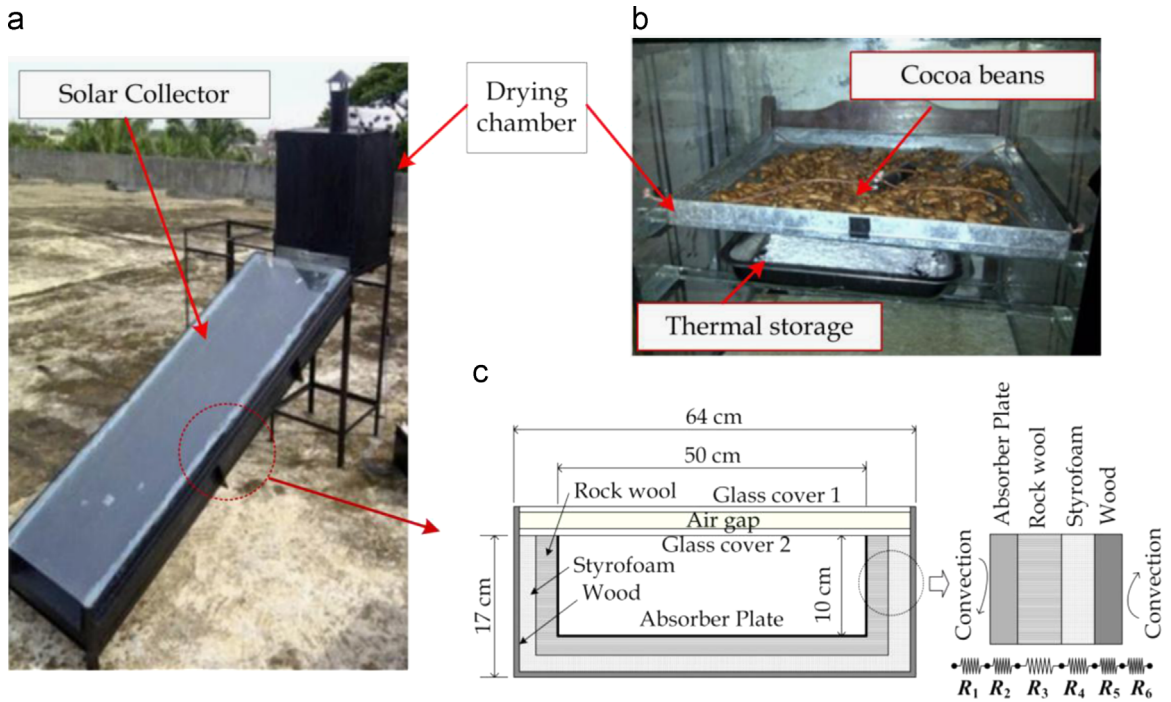 a
Solar Collector
Drying
chamber
b
Cocoa beans
Thermal storage
c
64 cm
50 cm
Rock wool
Glass cover 1
Air gap
Glass cover 2
Styrofoam
Wood
Absorber Plate
17 cm
10 cm
Absorber Plate
Rock wool
Styrofoam
Wood
Convection
Convection
R1 R2 R3 R4 R5 R6